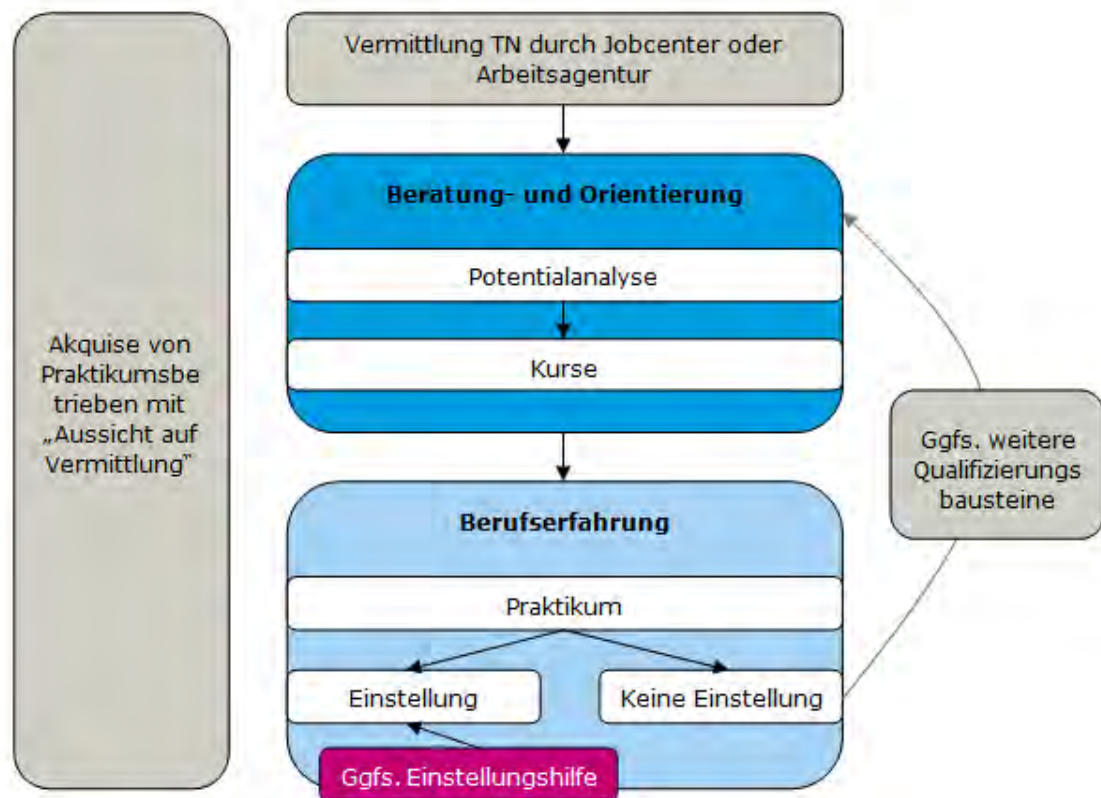 Akquise von
Praktikumsbe
trieben mit
„Aussicht auf
Vermittlung“
Vermittlung TN durch Jobcenter oder
Arbeitsagentur
Beratung- und Orientierung
Potentialanalyse
Kurse
Ggfs. weitere
Qualifizierungs
bausteine
Berufserfahrung
Praktikum
Einstellung
Keine Einstellung
Ggfs. Einstellungshilfe